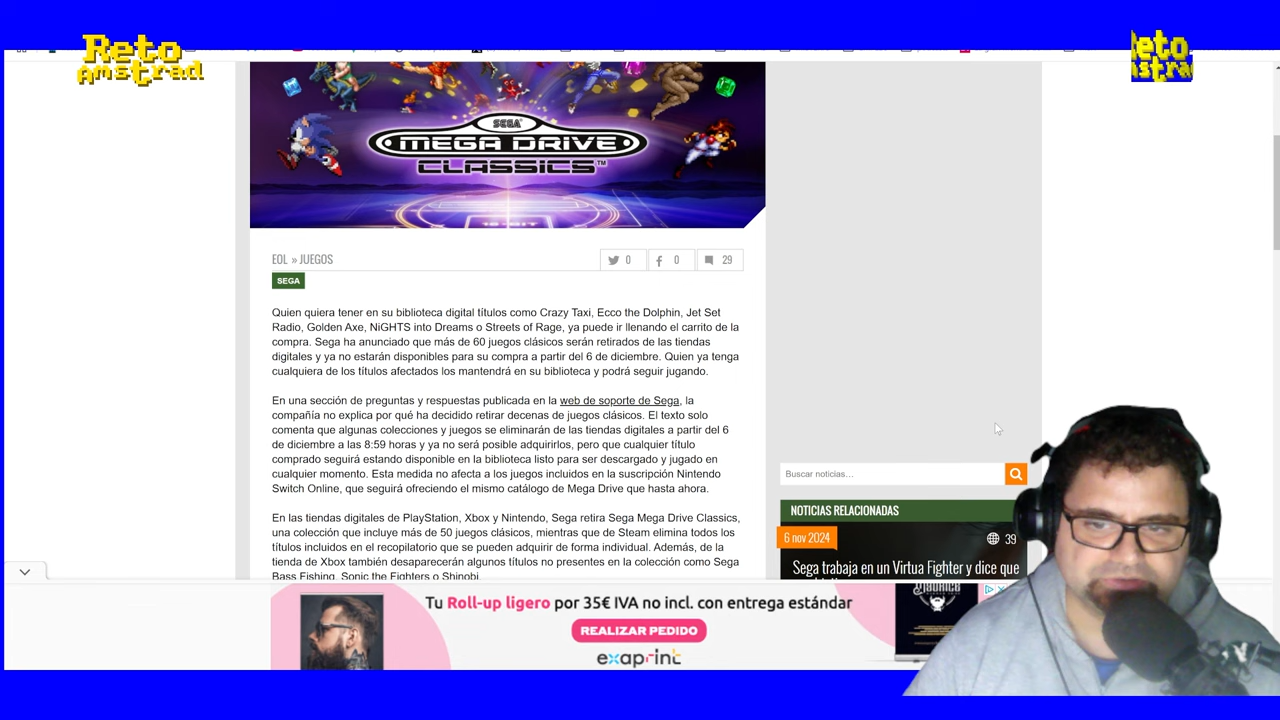 Reto
Amstrad
eto
stra
SEGA
MEGA DRIVE
CLASSICS™
16-BIT
EOL » JUEGOS
0
0
29
SEGA
Quien quiera tener en su biblioteca digital títulos como Crazy Taxi, Ecco the Dolphin, Jet Set
Radio, Golden Axe, NiGHTS into Dreams o Streets of Rage, ya puede ir llenando el carrito de la
compra. Sega ha anunciado que más de 60 juegos clásicos serán retirados de las tiendas
digitales y ya no estarán disponibles para su compra a partir del 6 de diciembre. Quien ya tenga
cualquiera de los títulos afectados los mantendrá en su biblioteca y podrá seguir jugando.
En una sección de preguntas y respuestas publicada en la web de soporte de Sega, la
compañía no explica por qué ha decidido retirar decenas de juegos clásicos. El texto solo
comenta que algunas colecciones y juegos se eliminarán de las tiendas digitales a partir del 6
de diciembre a las 8:59 horas y ya no será posible adquirirlos, pero que cualquier título
comprado seguirá estando disponible en la biblioteca listo para ser descargado y jugado en
cualquier momento. Esta medida no afecta a los juegos incluidos en la suscripción Nintendo
Switch Online, que seguirá ofreciendo el mismo catálogo de Mega Drive que hasta ahora.
En las tiendas digitales de PlayStation, Xbox y Nintendo, Sega retira Sega Mega Drive Classics,
una colección que incluye más de 50 juegos clásicos, mientras que de Steam elimina todos los
títulos incluidos en el recopilatorio que se pueden adquirir de forma individual. Además, de la
tienda de Xbox también desaparecerán algunos títulos no presentes en la colección como Sega
Bass Fishing, Sonic the Fighters o Shinobi
Buscar noticias…
NOTICIAS RELACIONADAS
6 nov 2024
39
Sega trabaja en un Virtua Fighter y dice que
Tu Roll-up ligero por 35€ IVA no incl. con entrega estándar
REALIZAR PEDIDO
exaprint